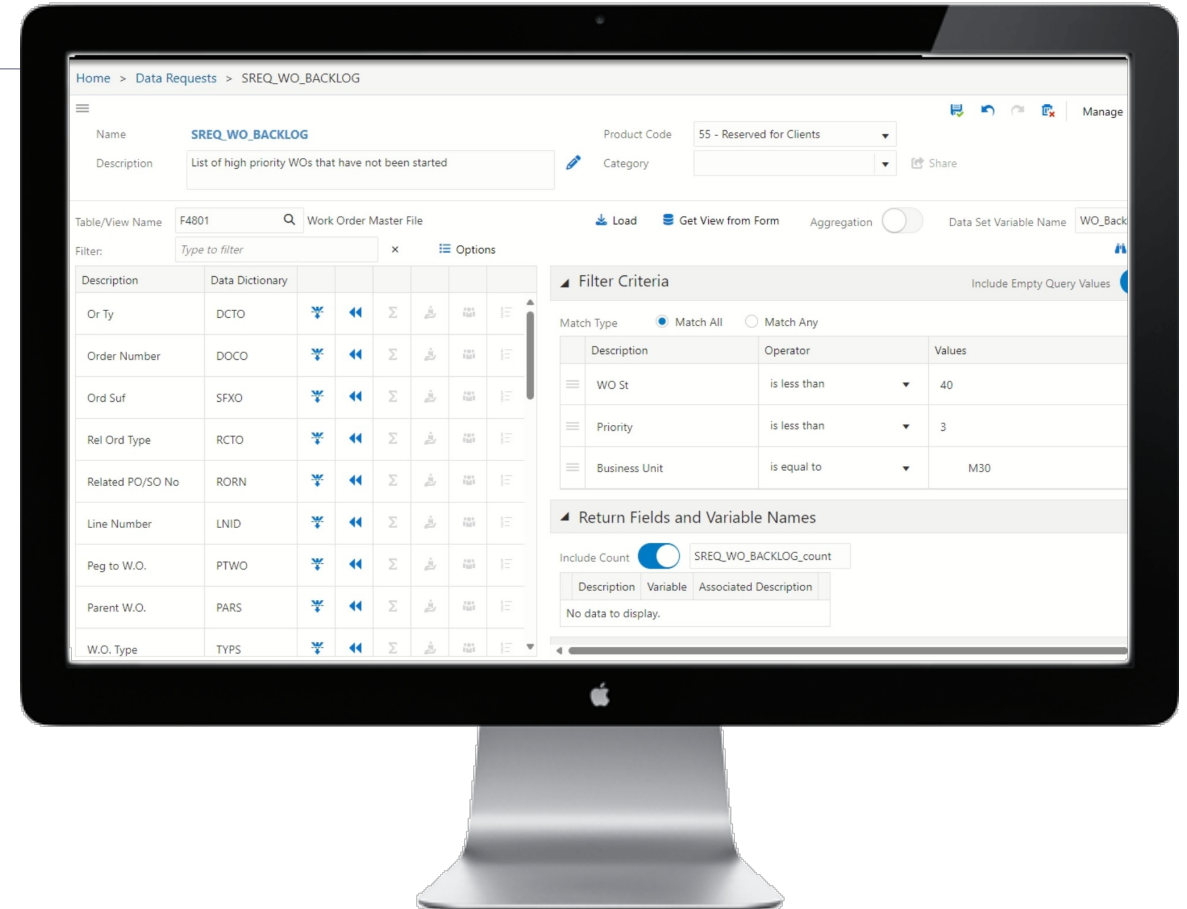 Home > Data Requests > SREQ_WO_BACKLOG
Manage
Name SREQ_WO_BACKLOG Product Code 55 - Reserved for Clients
Description List of high priority WOs that have not been started Category Share
Table/View Name F4801 Work Order Master File Load Get View from Form Aggregation Data Set Variable Name WO_Back
Filter: Type to filter × Options
Description Data Dictionary
Or Ty DCTO
Order Number DOCO
Ord Suf SFXO
Rel Ord Type RCTO
Related PO/SO No RORN
Line Number LNID
Peg to W.O. PTWO
Parent W.O. PARS
W.O. Type TYPS
Filter Criteria Include Empty Query Values
Match Type Match All Match Any
Description Operator Values
WO St is less than 40
Priority is less than 3
Business Unit is equal to M30
Return Fields and Variable Names
Include Count SREQ_WO_BACKLOG_count
Description Variable Associated Description
No data to display.